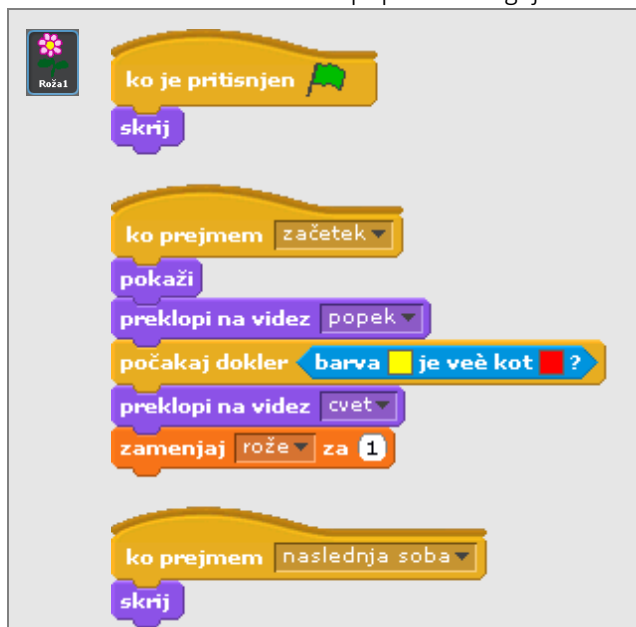 Roža1
ko je pritisnjen
skrij
ko prejmem začetek
pokaži
preklopi na videz popek
počakaj dokler barva je veè kot ?
preklopi na videz cvet
zamenjaj rože za 1
ko prejmem naslednja soba
skrij